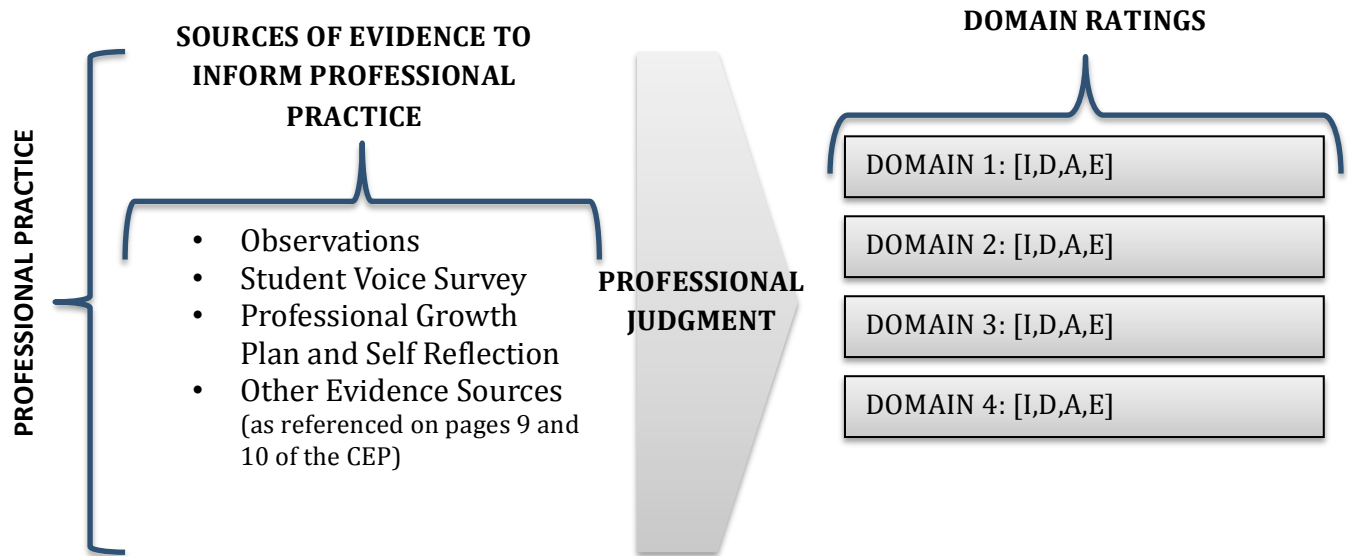 PROFESSIONAL PRACTICE
SOURCES OF EVIDENCE TO
INFORM PROFESSIONAL
PRACTICE
• Observations
• Student Voice Survey
• Professional Growth
Plan and Self Reflection
• Other Evidence Sources
(as referenced on pages 9 and
10 of the CEP)
PROFESSIONAL
JUDGMENT
DOMAIN RATINGS
DOMAIN 1: [I,D,A,E]
DOMAIN 2: [I,D,A,E]
DOMAIN 3: [I,D,A,E]
DOMAIN 4: [I,D,A,E]